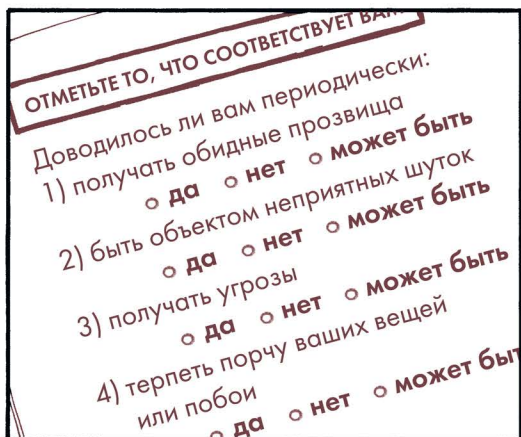 ОТМЕТЬТЕ ТО, ЧТО СООТВЕТСТВУЕТ
Доводилось ли вам периодически:
1) получать обидные прозвища
да нет может быть
2) быть объектом неприятных шуток
да нет может быть
3) получать угрозы
да нет может быть
4) терпеть порчу ваших вещей
или побои
да нет может